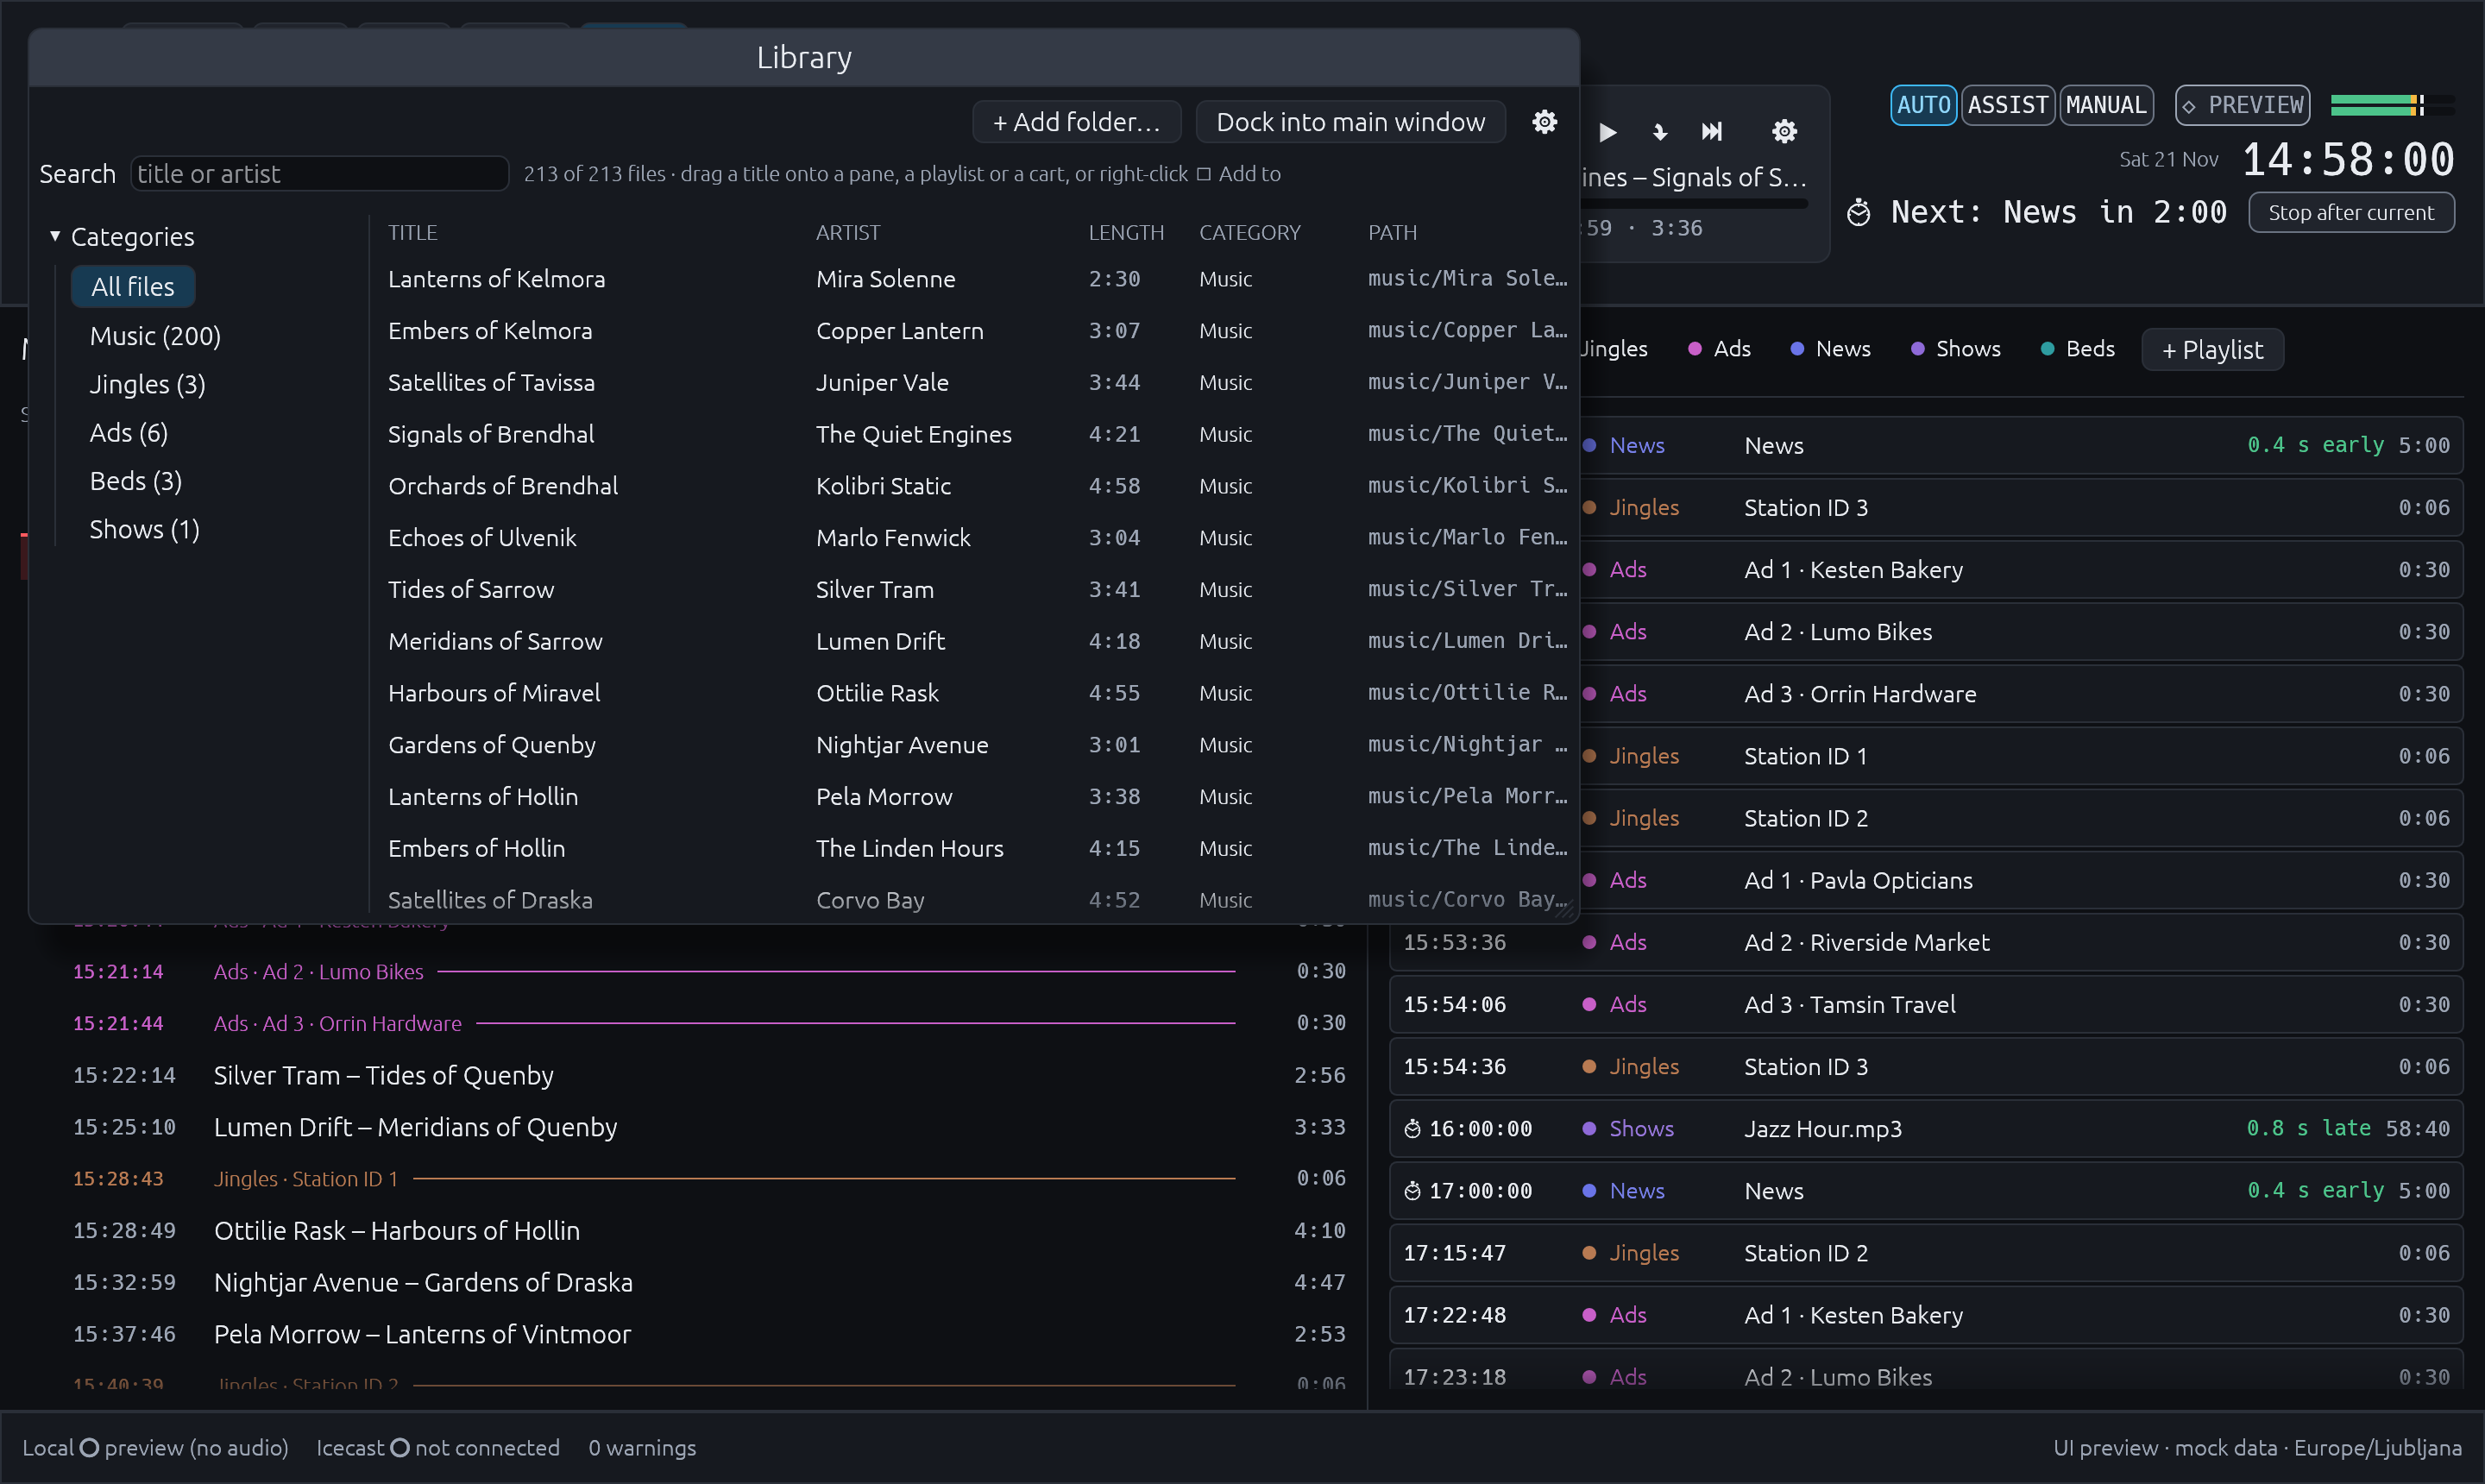 Library
+ Add folder…
Dock into main window
Search
title or artist
213 of 213 files · drag a title onto a pane, a playlist or a cart, or right-click □ Add to
▼ Categories
All files
Music (200)
Jingles (3)
Ads (6)
Beds (3)
Shows (1)
TITLE ARTIST LENGTH CATEGORY PATH
Lanterns of Kelmora Mira Solenne 2:30 Music music/Mira Sole…
Embers of Kelmora Copper Lantern 3:07 Music music/Copper La…
Satellites of Tavissa Juniper Vale 3:44 Music music/Juniper V…
Signals of Brendhal The Quiet Engines 4:21 Music music/The Quiet…
Orchards of Brendhal Kolibri Static 4:58 Music music/Kolibri S…
Echoes of Ulvenik Marlo Fenwick 3:04 Music music/Marlo Fen…
Tides of Sarrow Silver Tram 3:41 Music music/Silver Tr…
Meridians of Sarrow Lumen Drift 4:18 Music music/Lumen Dri…
Harbours of Miravel Ottilie Rask 4:55 Music music/Ottilie R…
Gardens of Quenby Nightjar Avenue 3:01 Music music/Nightjar …
Lanterns of Hollin Pela Morrow 3:38 Music music/Pela Morr…
Embers of Hollin The Linden Hours 4:15 Music music/The Linde…
Satellites of Draska Corvo Bay 4:52 Music music/Corvo Bay…
ines – Signals of S…
:59 · 3:36
AUTO ASSIST MANUAL ◇ PREVIEW
Sat 21 Nov 14:58:00
Next: News in 2:00
Stop after current
Jingles Ads News Shows Beds + Playlist
News News 0.4 s early 5:00
Jingles Station ID 3 0:06
Ads Ad 1 · Kesten Bakery 0:30
Ads Ad 2 · Lumo Bikes 0:30
Ads Ad 3 · Orrin Hardware 0:30
Jingles Station ID 1 0:06
Jingles Station ID 2 0:06
Ads Ad 1 · Pavla Opticians 0:30
15:53:36 Ads Ad 2 · Riverside Market 0:30
15:54:06 Ads Ad 3 · Tamsin Travel 0:30
15:54:36 Jingles Station ID 3 0:06
16:00:00 Shows Jazz Hour.mp3 0.8 s late 58:40
17:00:00 News News 0.4 s early 5:00
17:15:47 Jingles Station ID 2 0:06
17:22:48 Ads Ad 1 · Kesten Bakery 0:30
17:23:18 Ads Ad 2 · Lumo Bikes 0:30
15:21:14 Ads · Ad 2 · Lumo Bikes 0:30
15:21:44 Ads · Ad 3 · Orrin Hardware 0:30
15:22:14 Silver Tram – Tides of Quenby 2:56
15:25:10 Lumen Drift – Meridians of Quenby 3:33
15:28:43 Jingles · Station ID 1 0:06
15:28:49 Ottilie Rask – Harbours of Hollin 4:10
15:32:59 Nightjar Avenue – Gardens of Draska 4:47
15:37:46 Pela Morrow – Lanterns of Vintmoor 2:53
15:40:39 Jingles · Station ID 2 0:06
Local preview (no audio) Icecast not connected 0 warnings
UI preview · mock data · Europe/Ljubljana